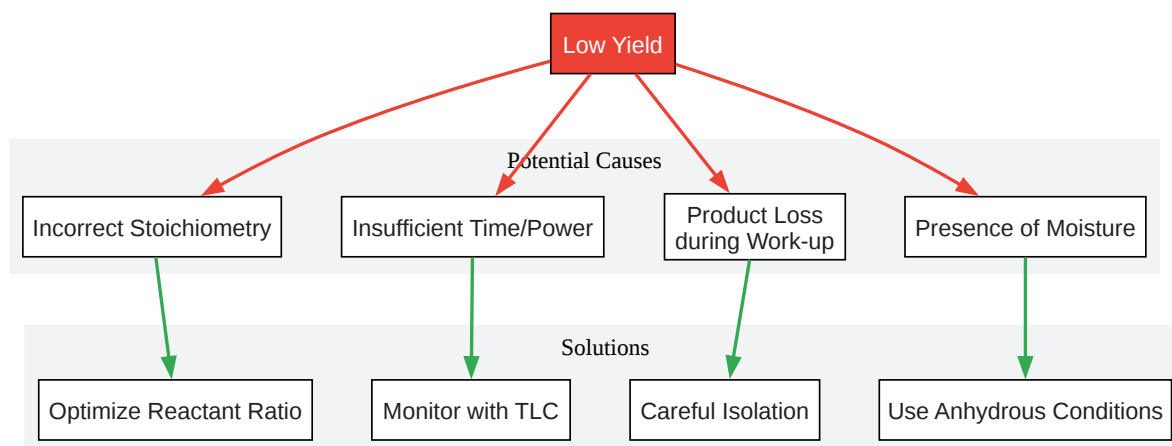 Low Yield
Potential Causes
Incorrect Stoichiometry
Insufficient Time/Power
Product Loss
during Work-up
Presence of Moisture
Solutions
Optimize Reactant Ratio
Monitor with TLC
Careful Isolation
Use Anhydrous Conditions